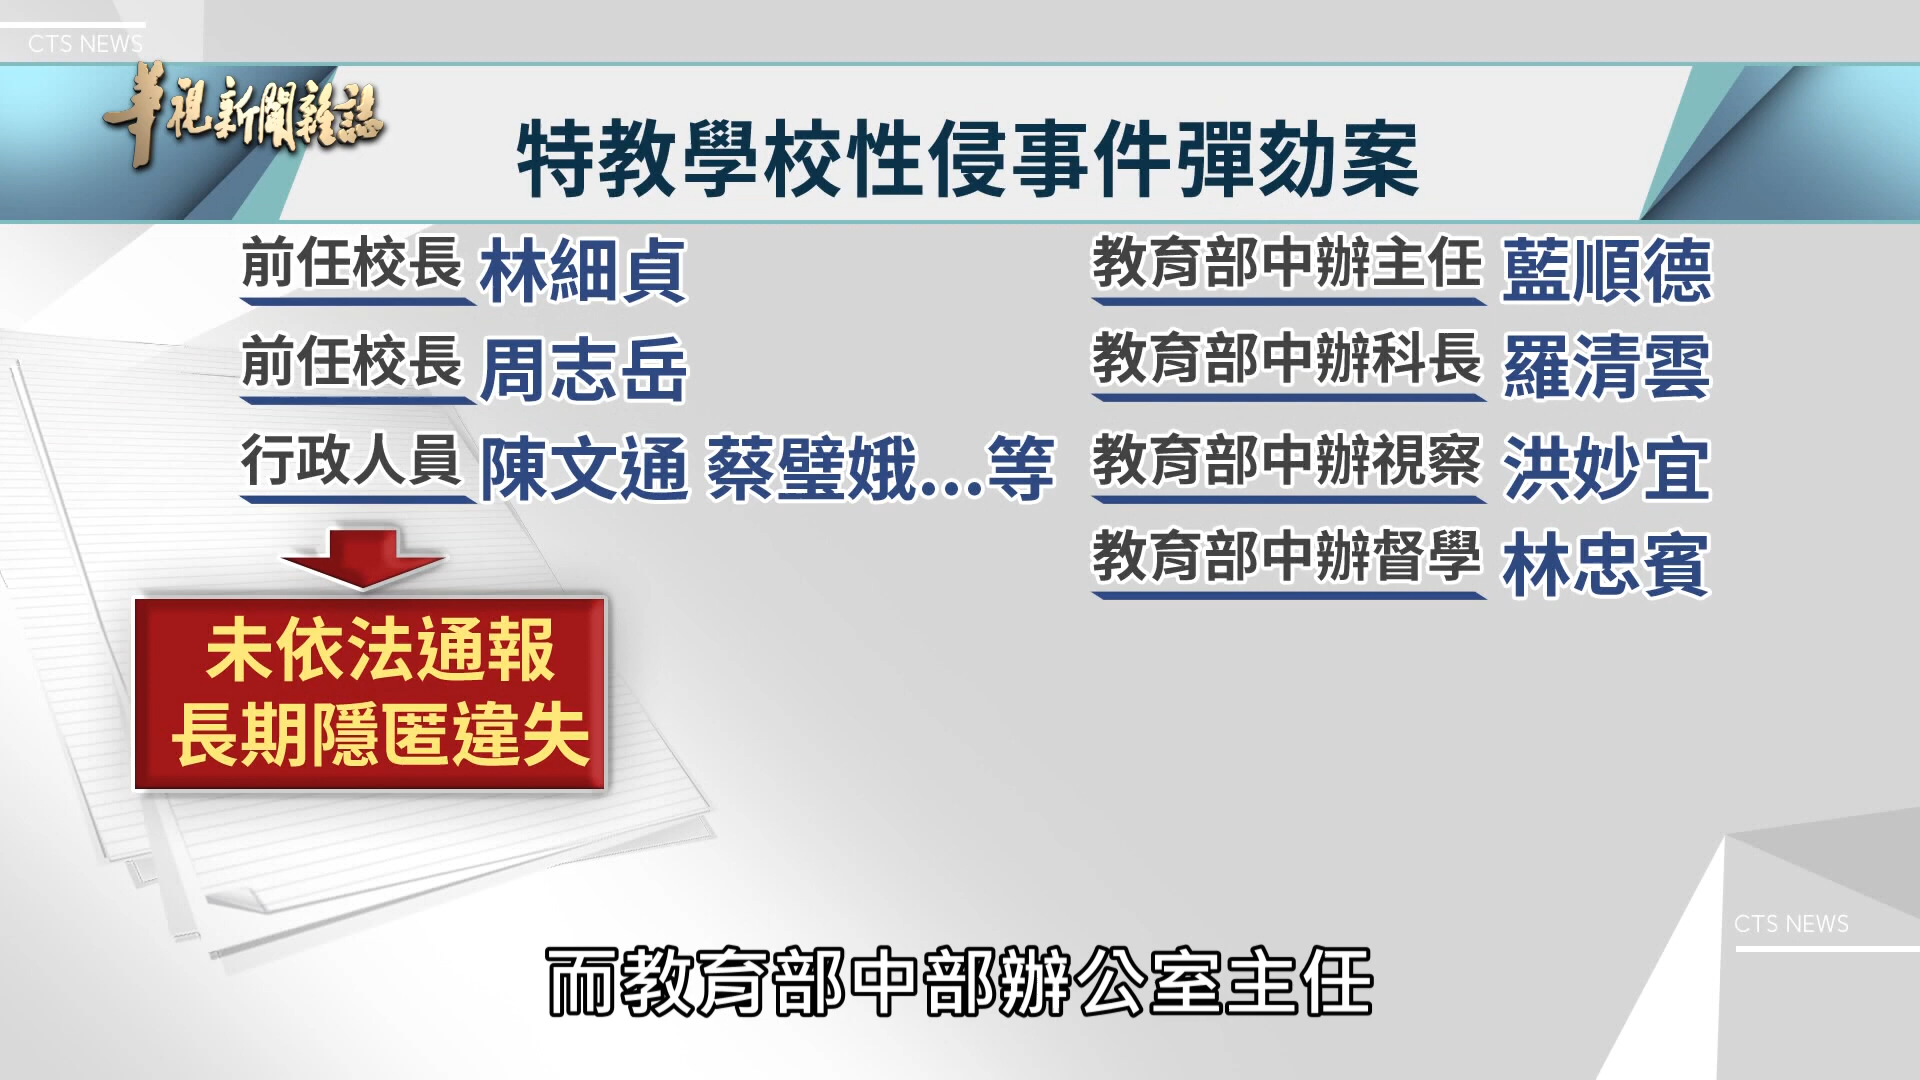 CTS NEWS
華視新聞雜誌
特教學校性侵事件彈劾案
前任校長 林細貞
前任校長 周志岳
行政人員 陳文通 蔡璧娥...等
未依法通報
長期隱匿違失
教育部中辦主任 藍順德
教育部中辦科長 羅清雲
教育部中辦視察 洪妙宜
教育部中辦督學 林忠賓
CTS NEWS
而教育部中部辦公室主任